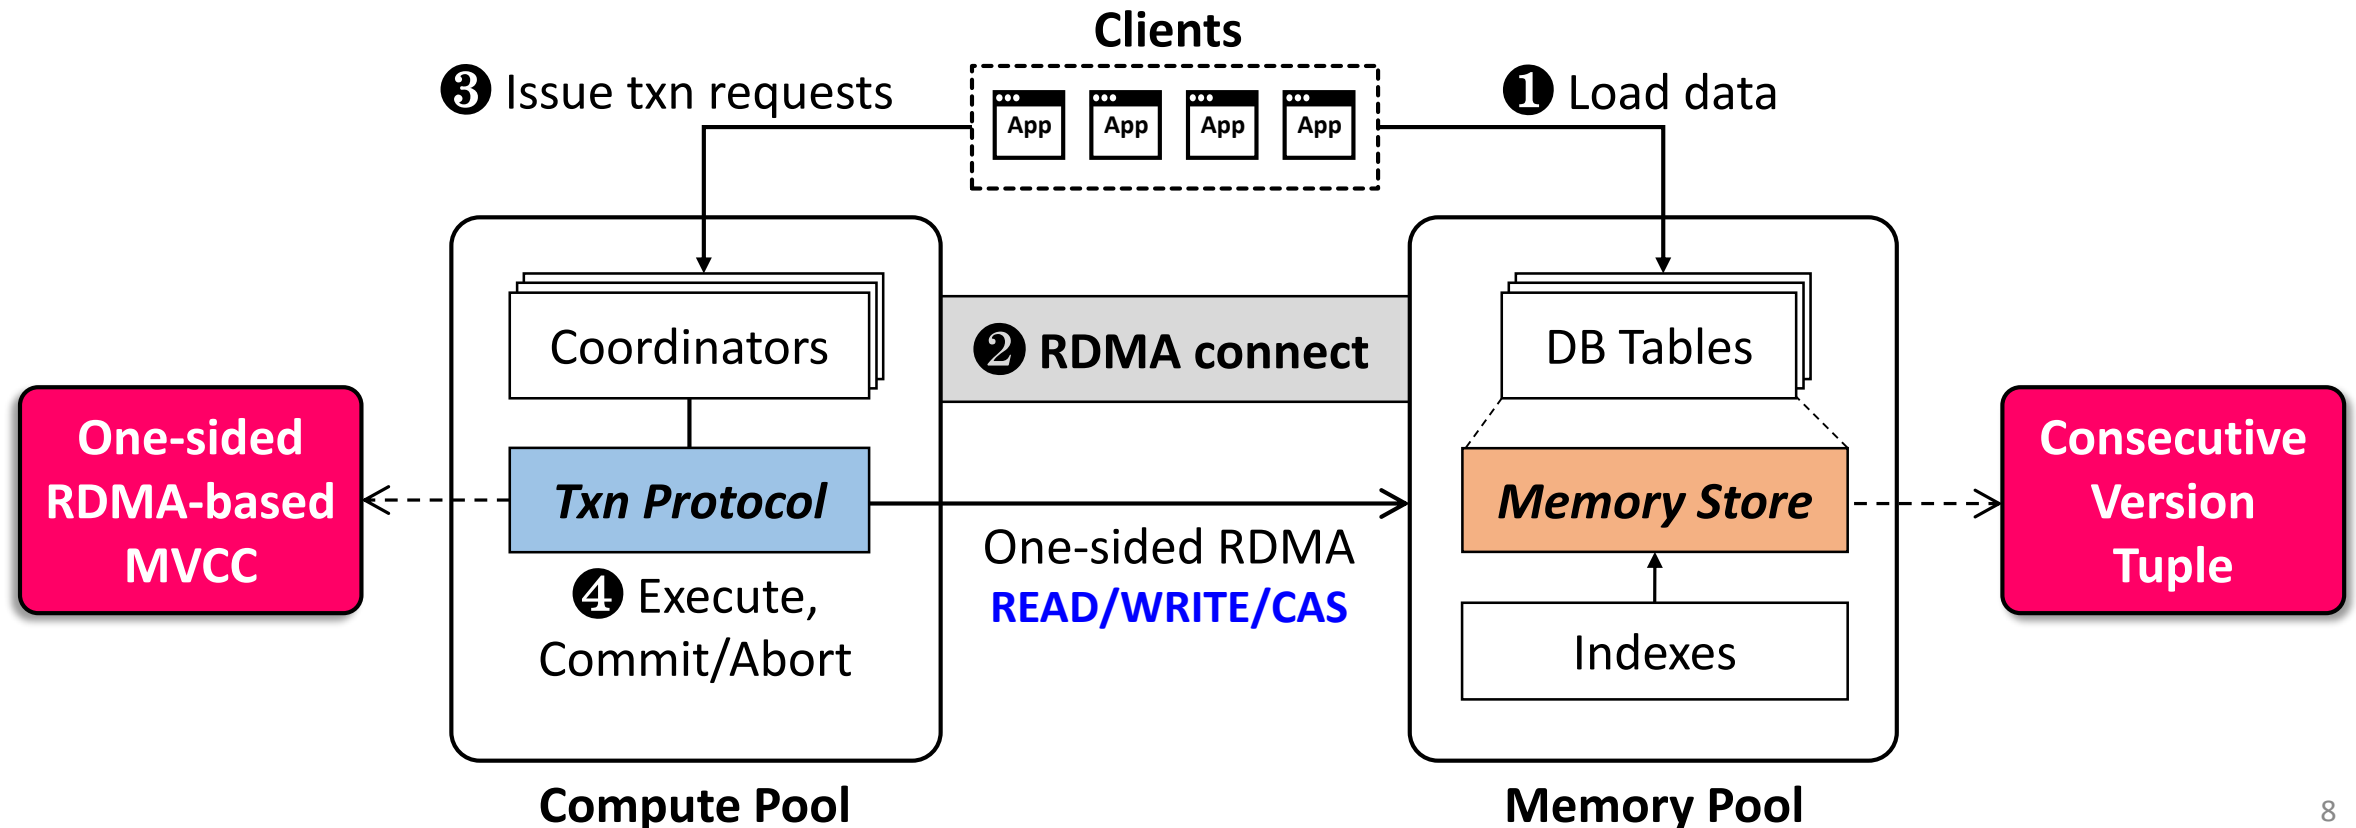 Clients
❸ Issue txn requests
❶ Load data
App App App App
Coordinators
❷ RDMA connect
DB Tables
One-sided
RDMA-based
MVCC
Txn Protocol
One-sided RDMA
READ/WRITE/CAS
Memory Store
Consecutive
Version
Tuple
❹ Execute,
Commit/Abort
Indexes
Compute Pool
Memory Pool
8